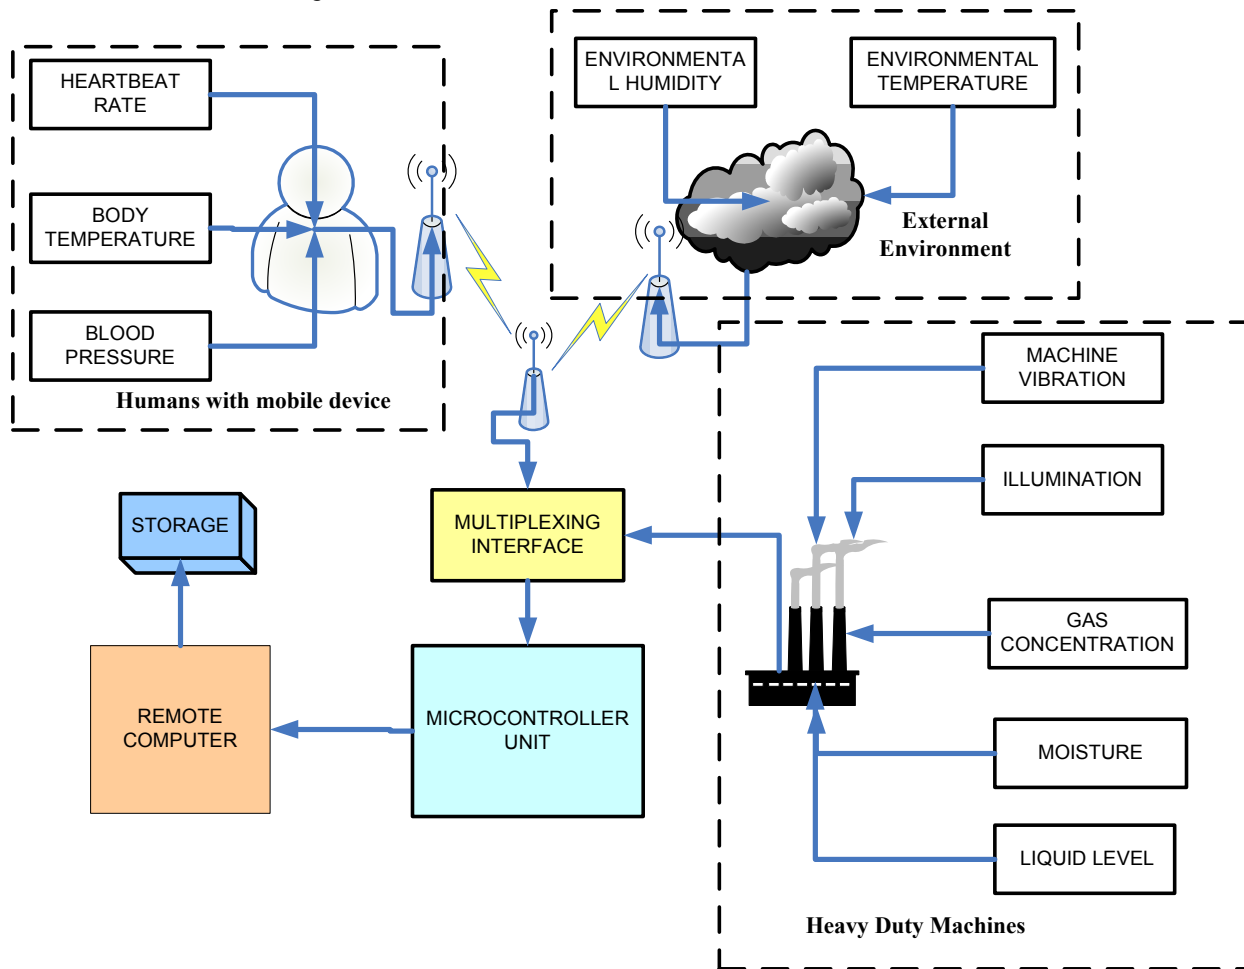 HEARTBEAT
RATE
BODY
TEMPERATURE
BLOOD
PRESSURE
Humans with mobile device
ENVIRONMENTA
L HUMIDITY
ENVIRONMENTAL
TEMPERATURE
External
Environment
MACHINE
VIBRATION
ILLUMINATION
GAS
CONCENTRATION
MOISTURE
LIQUID LEVEL
Heavy Duty Machines
MULTIPLEXING
INTERFACE
STORAGE
REMOTE
COMPUTER
MICROCONTROLLER
UNIT